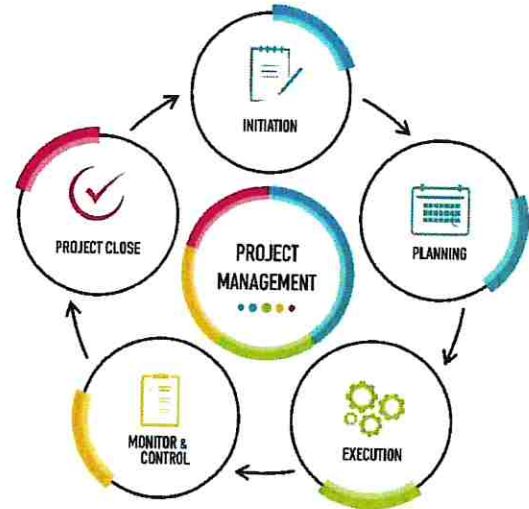 INITIATION
PLANNING
EXECUTION
MONITOR &
CONTROL
PROJECT CLOSE
PROJECT
MANAGEMENT